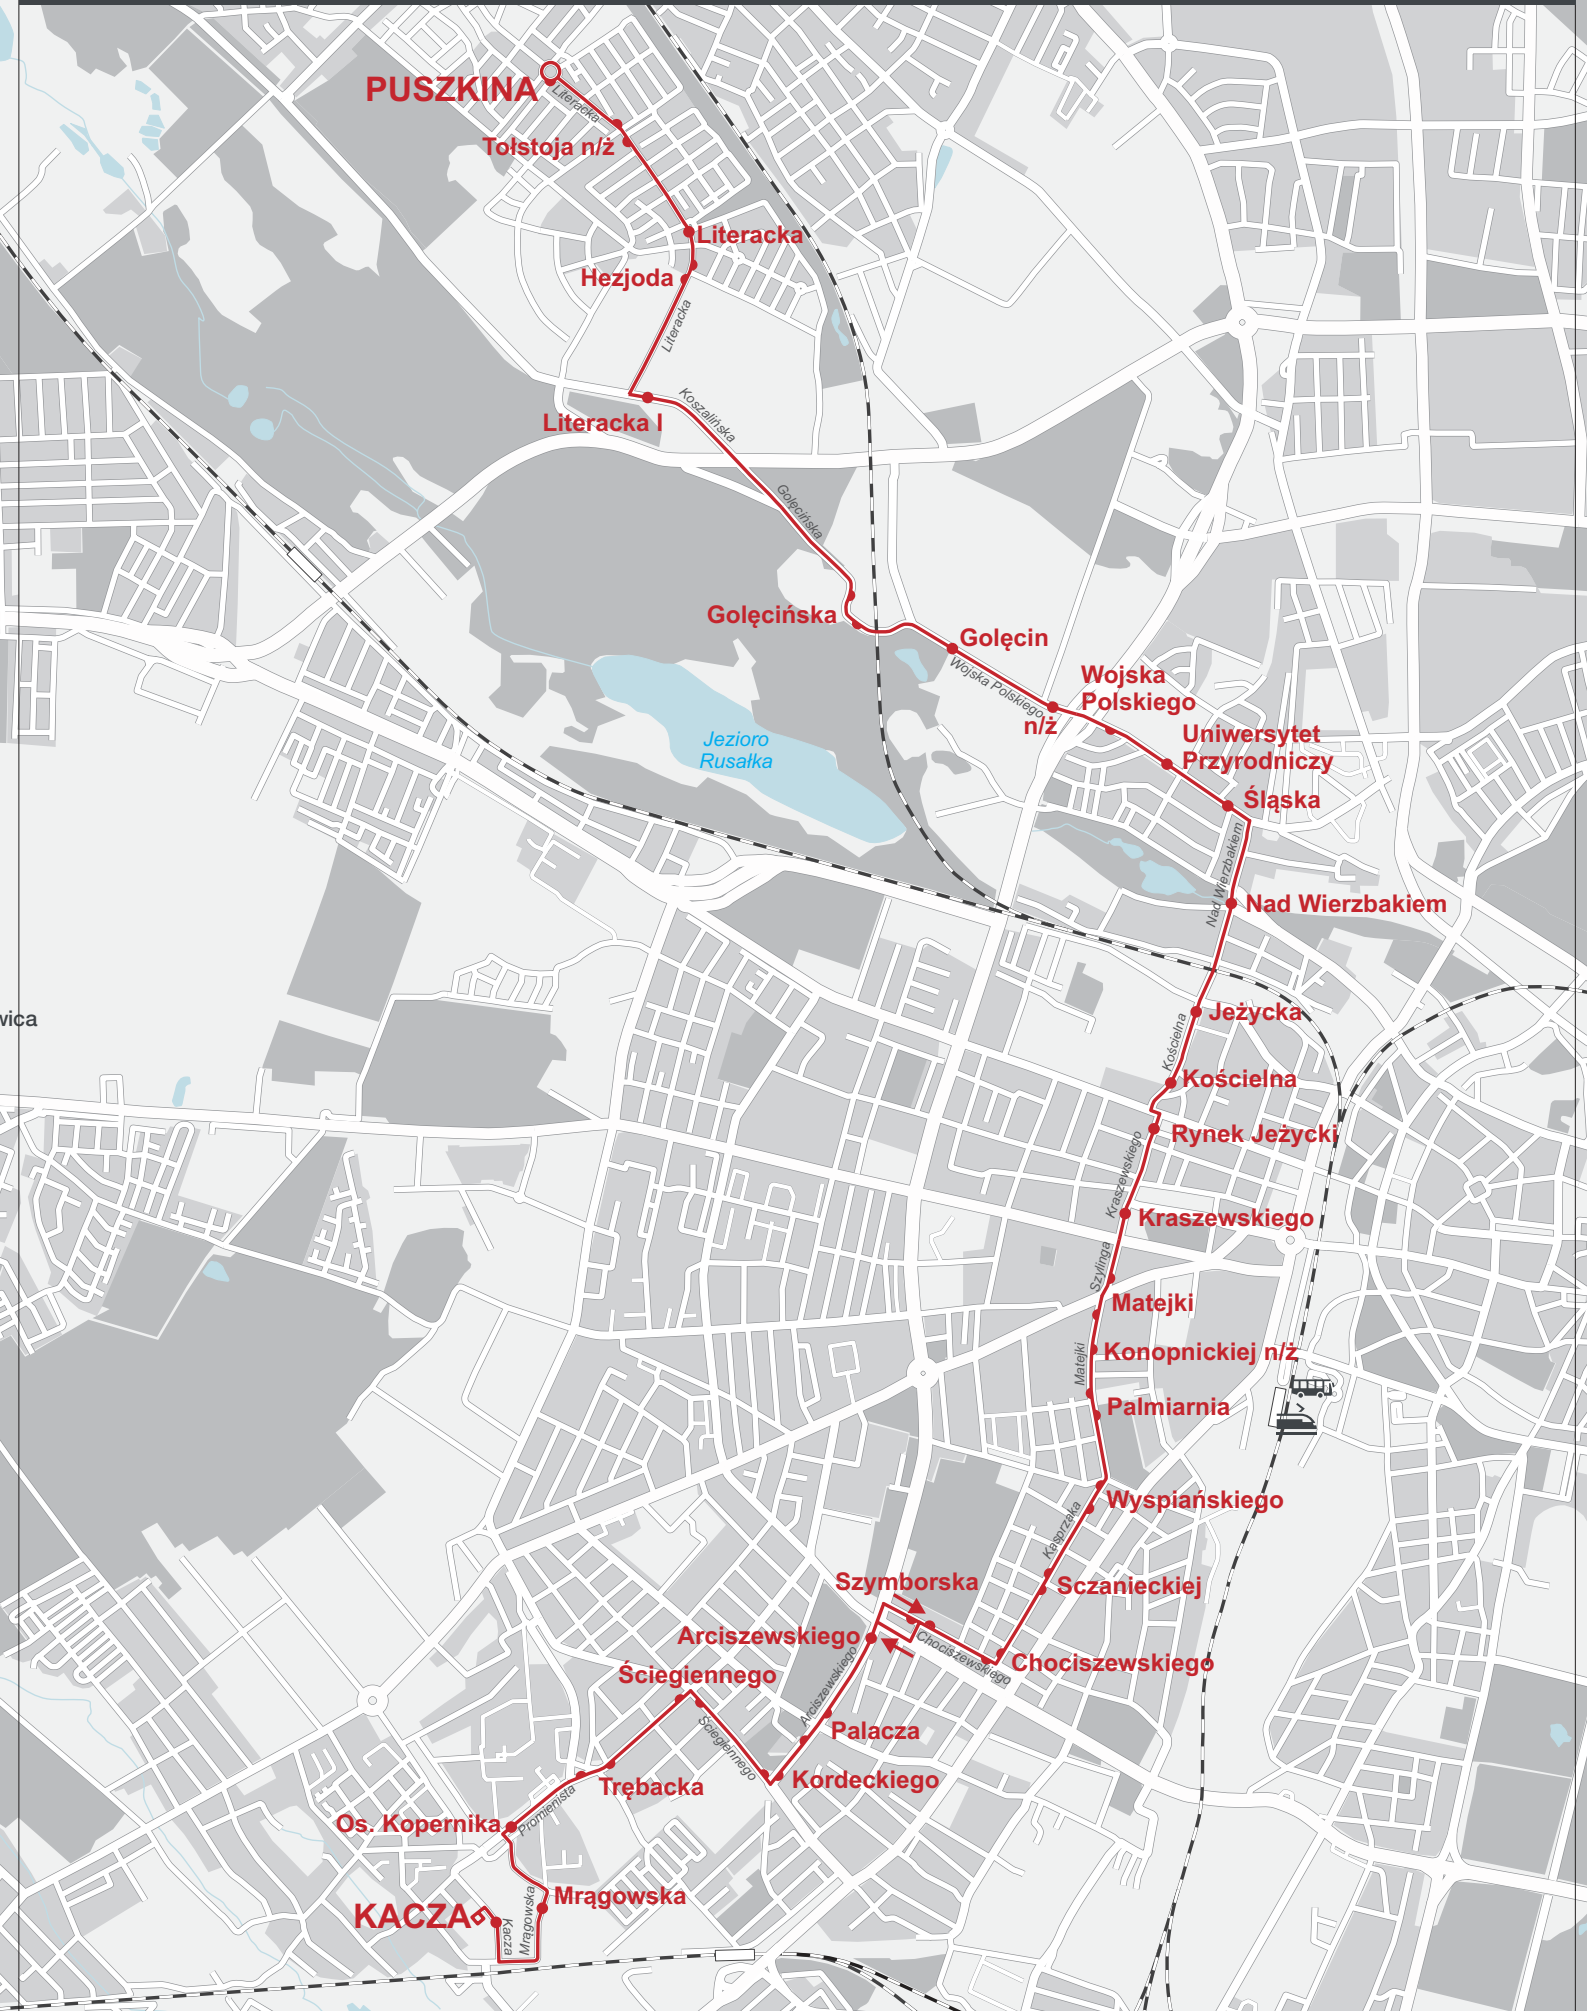 PUSZKINA
Literacka
Tołstoja n/ż
Literacka
Hezjoda
Literacka
Koszalińska
Literacka I
Golęcińska
Golęcińska
Golęcin
Wojska Polskiego
Wojska
Polskiego
n/ż
Uniwersytet
Przyrodniczy
Jezioro
Rusałka
Śląska
Nad Wierzbakiem
Nad Wierzbakiem
wica
Jeżycka
Kościelna
Kościelna
Rynek Jeżycki
Kraszewskiego
Kraszewskiego
Szylinga
Matejki
Matejki
Konopnickiej n/ż
Palmiarnia
Wyspiańskiego
Kasprzaka
Szymborska
Sczanieckiej
Arciszewskiego
Chociszewskiego
Chociszewskiego
Ściegiennego
Arciszewskiego
Ściegiennego
Palacza
Kordeckiego
Trębacka
Promienista
Os. Kopernika
Mrągowska
Mrągowska
KACZA
Kacza